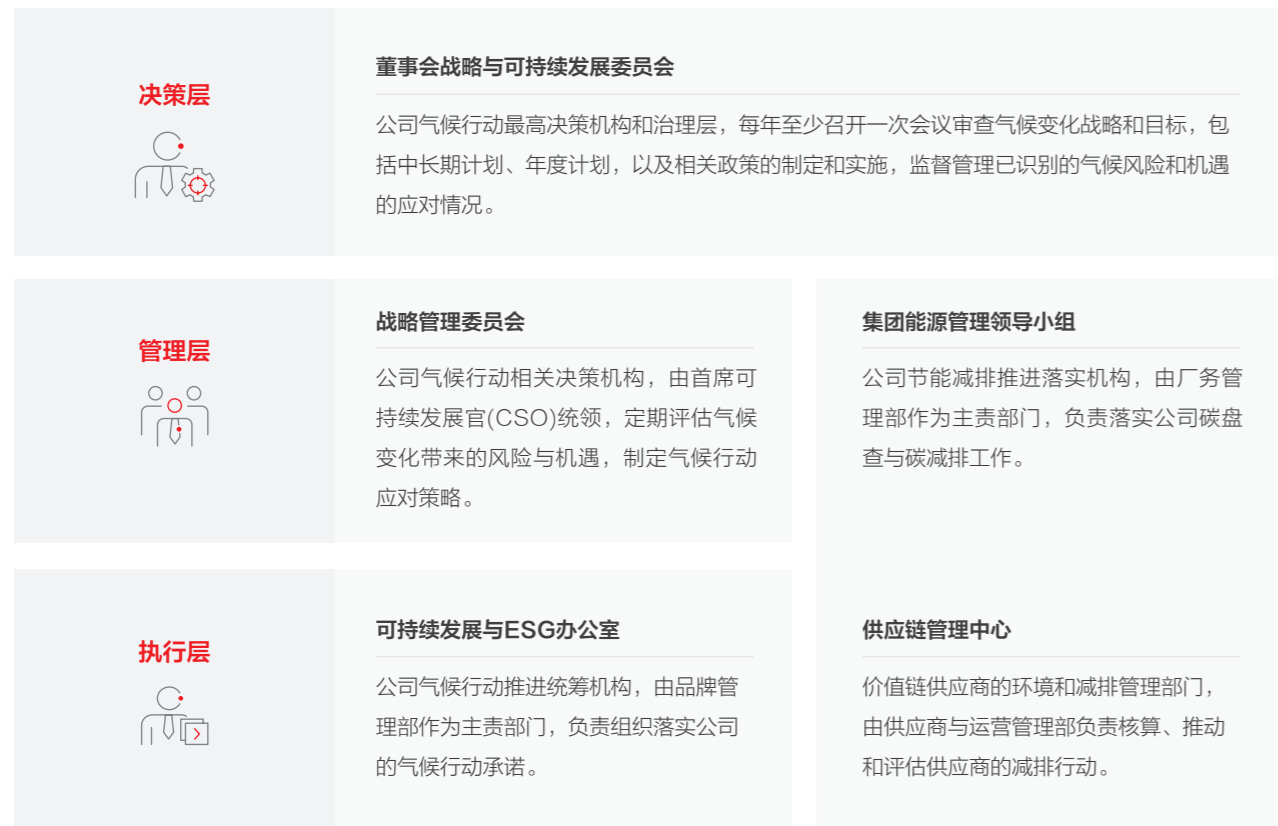 决策层
董事会战略与可持续发展委员会
公司气候行动最高决策机构和治理层，每年至少召开一次会议审查气候变化战略和目标，包
括中长期计划、年度计划，以及相关政策的制定和实施，监督管理已识别的气候风险和机遇
的应对情况。
管理层
战略管理委员会
公司气候行动相关决策机构，由首席可
持续发展官(CSO)统领，定期评估气候
变化带来的风险与机遇，制定气候行动
应对策略。
集团能源管理领导小组
公司节能减排推进落实机构，由厂务管
理部作为主责部门，负责落实公司碳盘
查与碳减排工作。
执行层
可持续发展与ESG办公室
公司气候行动推进统筹机构，由品牌管
理部作为主责部门，负责组织落实公司
的气候行动承诺。
供应链管理中心
价值链供应商的环境和减排管理部门，
由供应商与运营管理部负责核算、推动
和评估供应商的减排行动。